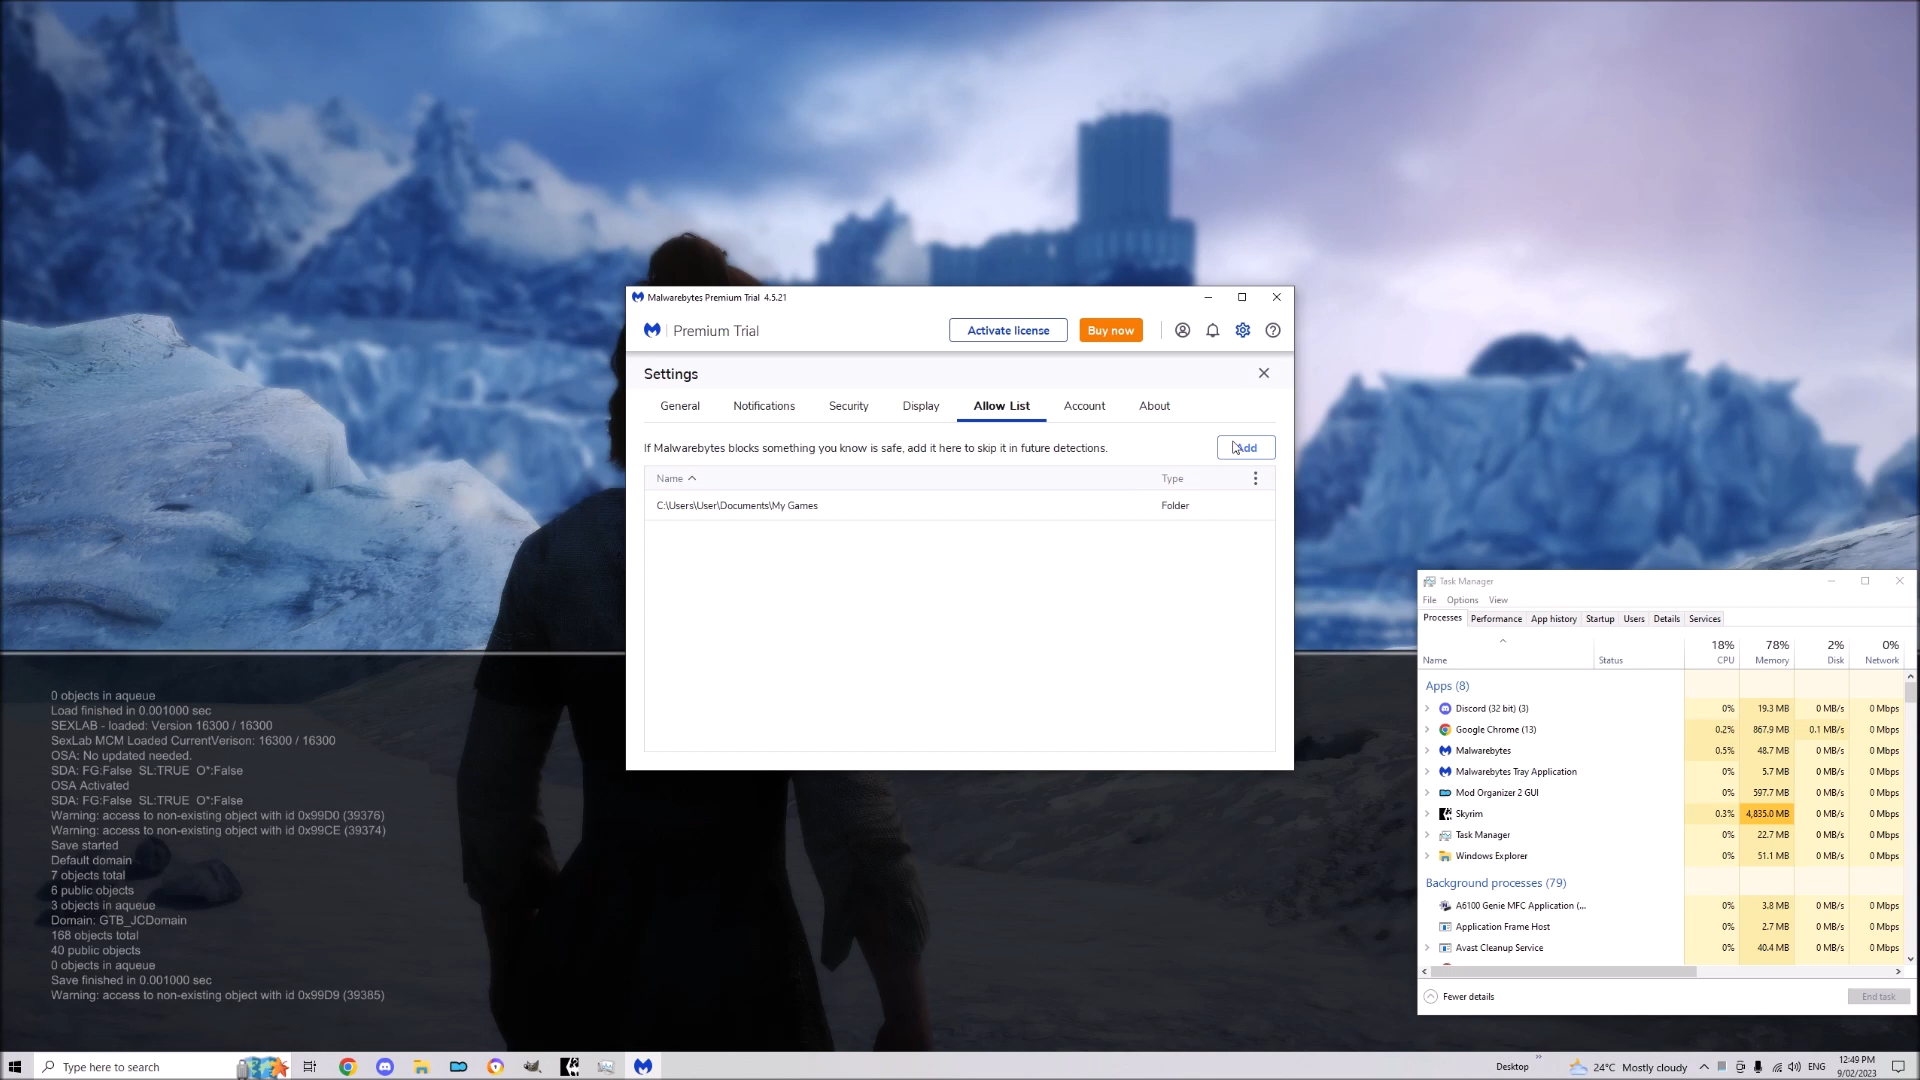 Malwarebytes Premium Trial 4.5.21
Premium Trial
Activate license
Buy now
Settings
General
Notifications
Security
Display
Allow List
Account
About
If Malwarebytes blocks something you know is safe, add it here to skip it in future detections.
Add
Name
Type
C:\Users\User\Documents\My Games
Folder
0 objects in aqueue
Load finished in 0.001000 sec
SEXLAB - loaded: Version 16300 / 16300
SexLab MCM Loaded CurrentVerison: 16300 / 16300
OSA: No updated needed.
SDA: FG:False SL:TRUE O*:False
OSA Activated
SDA: FG:False SL:TRUE O*:False
Warning: access to non-existing object with id 0x99D0 (39376)
Warning: access to non-existing object with id 0x99CE (39374)
Save started
Default domain
7 objects total
6 public objects
3 objects in aqueue
Domain: GTB_JCDomain
168 objects total
40 public objects
0 objects in aqueue
Save finished in 0.001000 sec
Warning: access to non-existing object with id 0x99D9 (39385)
Task Manager
File Options View
Processes Performance App history Startup Users Details Services
18% 78% 2% 0%
Name Status CPU Memory Disk Network
Apps (8)
Discord (32 bit) (3) 0% 19.3 MB 0 MB/s 0 Mbps
Google Chrome (13) 0.2% 867.9 MB 0.1 MB/s 0 Mbps
Malwarebytes 0.5% 48.7 MB 0 MB/s 0 Mbps
Malwarebytes Tray Application 0% 5.7 MB 0 MB/s 0 Mbps
Mod Organizer 2 GUI 0% 597.7 MB 0 MB/s 0 Mbps
Skyrim 0.3% 4,835.0 MB 0 MB/s 0 Mbps
Task Manager 0% 22.7 MB 0 MB/s 0 Mbps
Windows Explorer 0% 51.1 MB 0 MB/s 0 Mbps
Background processes (79)
A6100 Genie MFC Application (... 0% 3.8 MB 0 MB/s 0 Mbps
Application Frame Host 0% 2.7 MB 0 MB/s 0 Mbps
Avast Cleanup Service 0% 40.4 MB 0 MB/s 0 Mbps
Fewer details
End task
Type here to search
Desktop
24°C Mostly cloudy
ENG
12:49 PM
9/02/2023